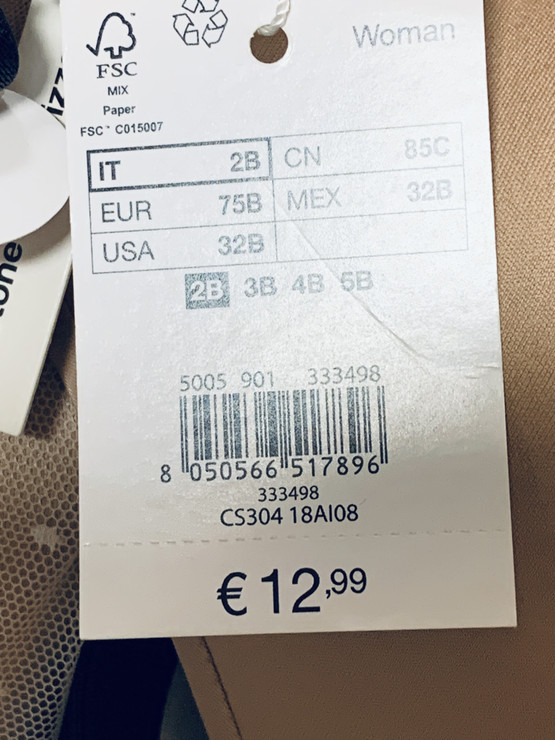 Woman
FSC
MIX
Paper
FSC™ C015007
IT 2B CN 85C
EUR 75B MEX 32B
USA 32B
2B 3B 4B 5B
5005 901 333498
8 050566 517896
333498
CS304 18AI08
€ 12,99